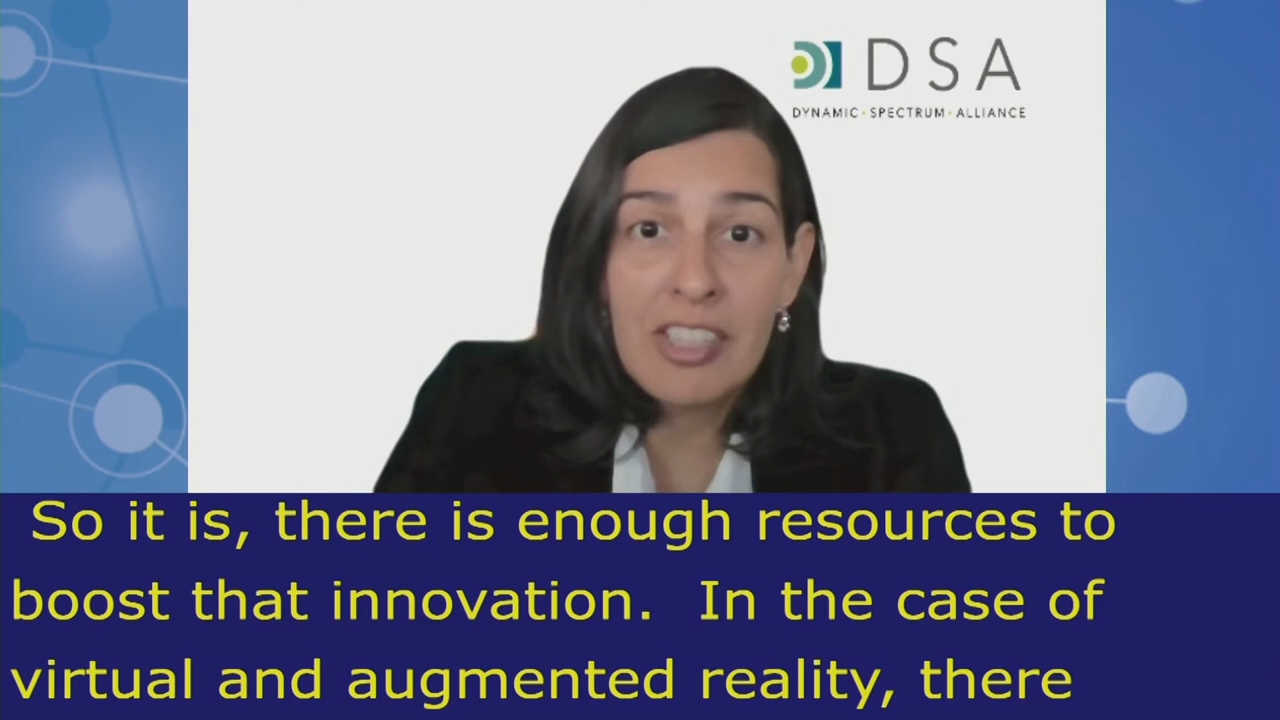 DSA
DYNAMIC · SPECTRUM · ALLIANCE
So it is, there is enough resources to
boost that innovation.  In the case of
virtual and augmented reality, there